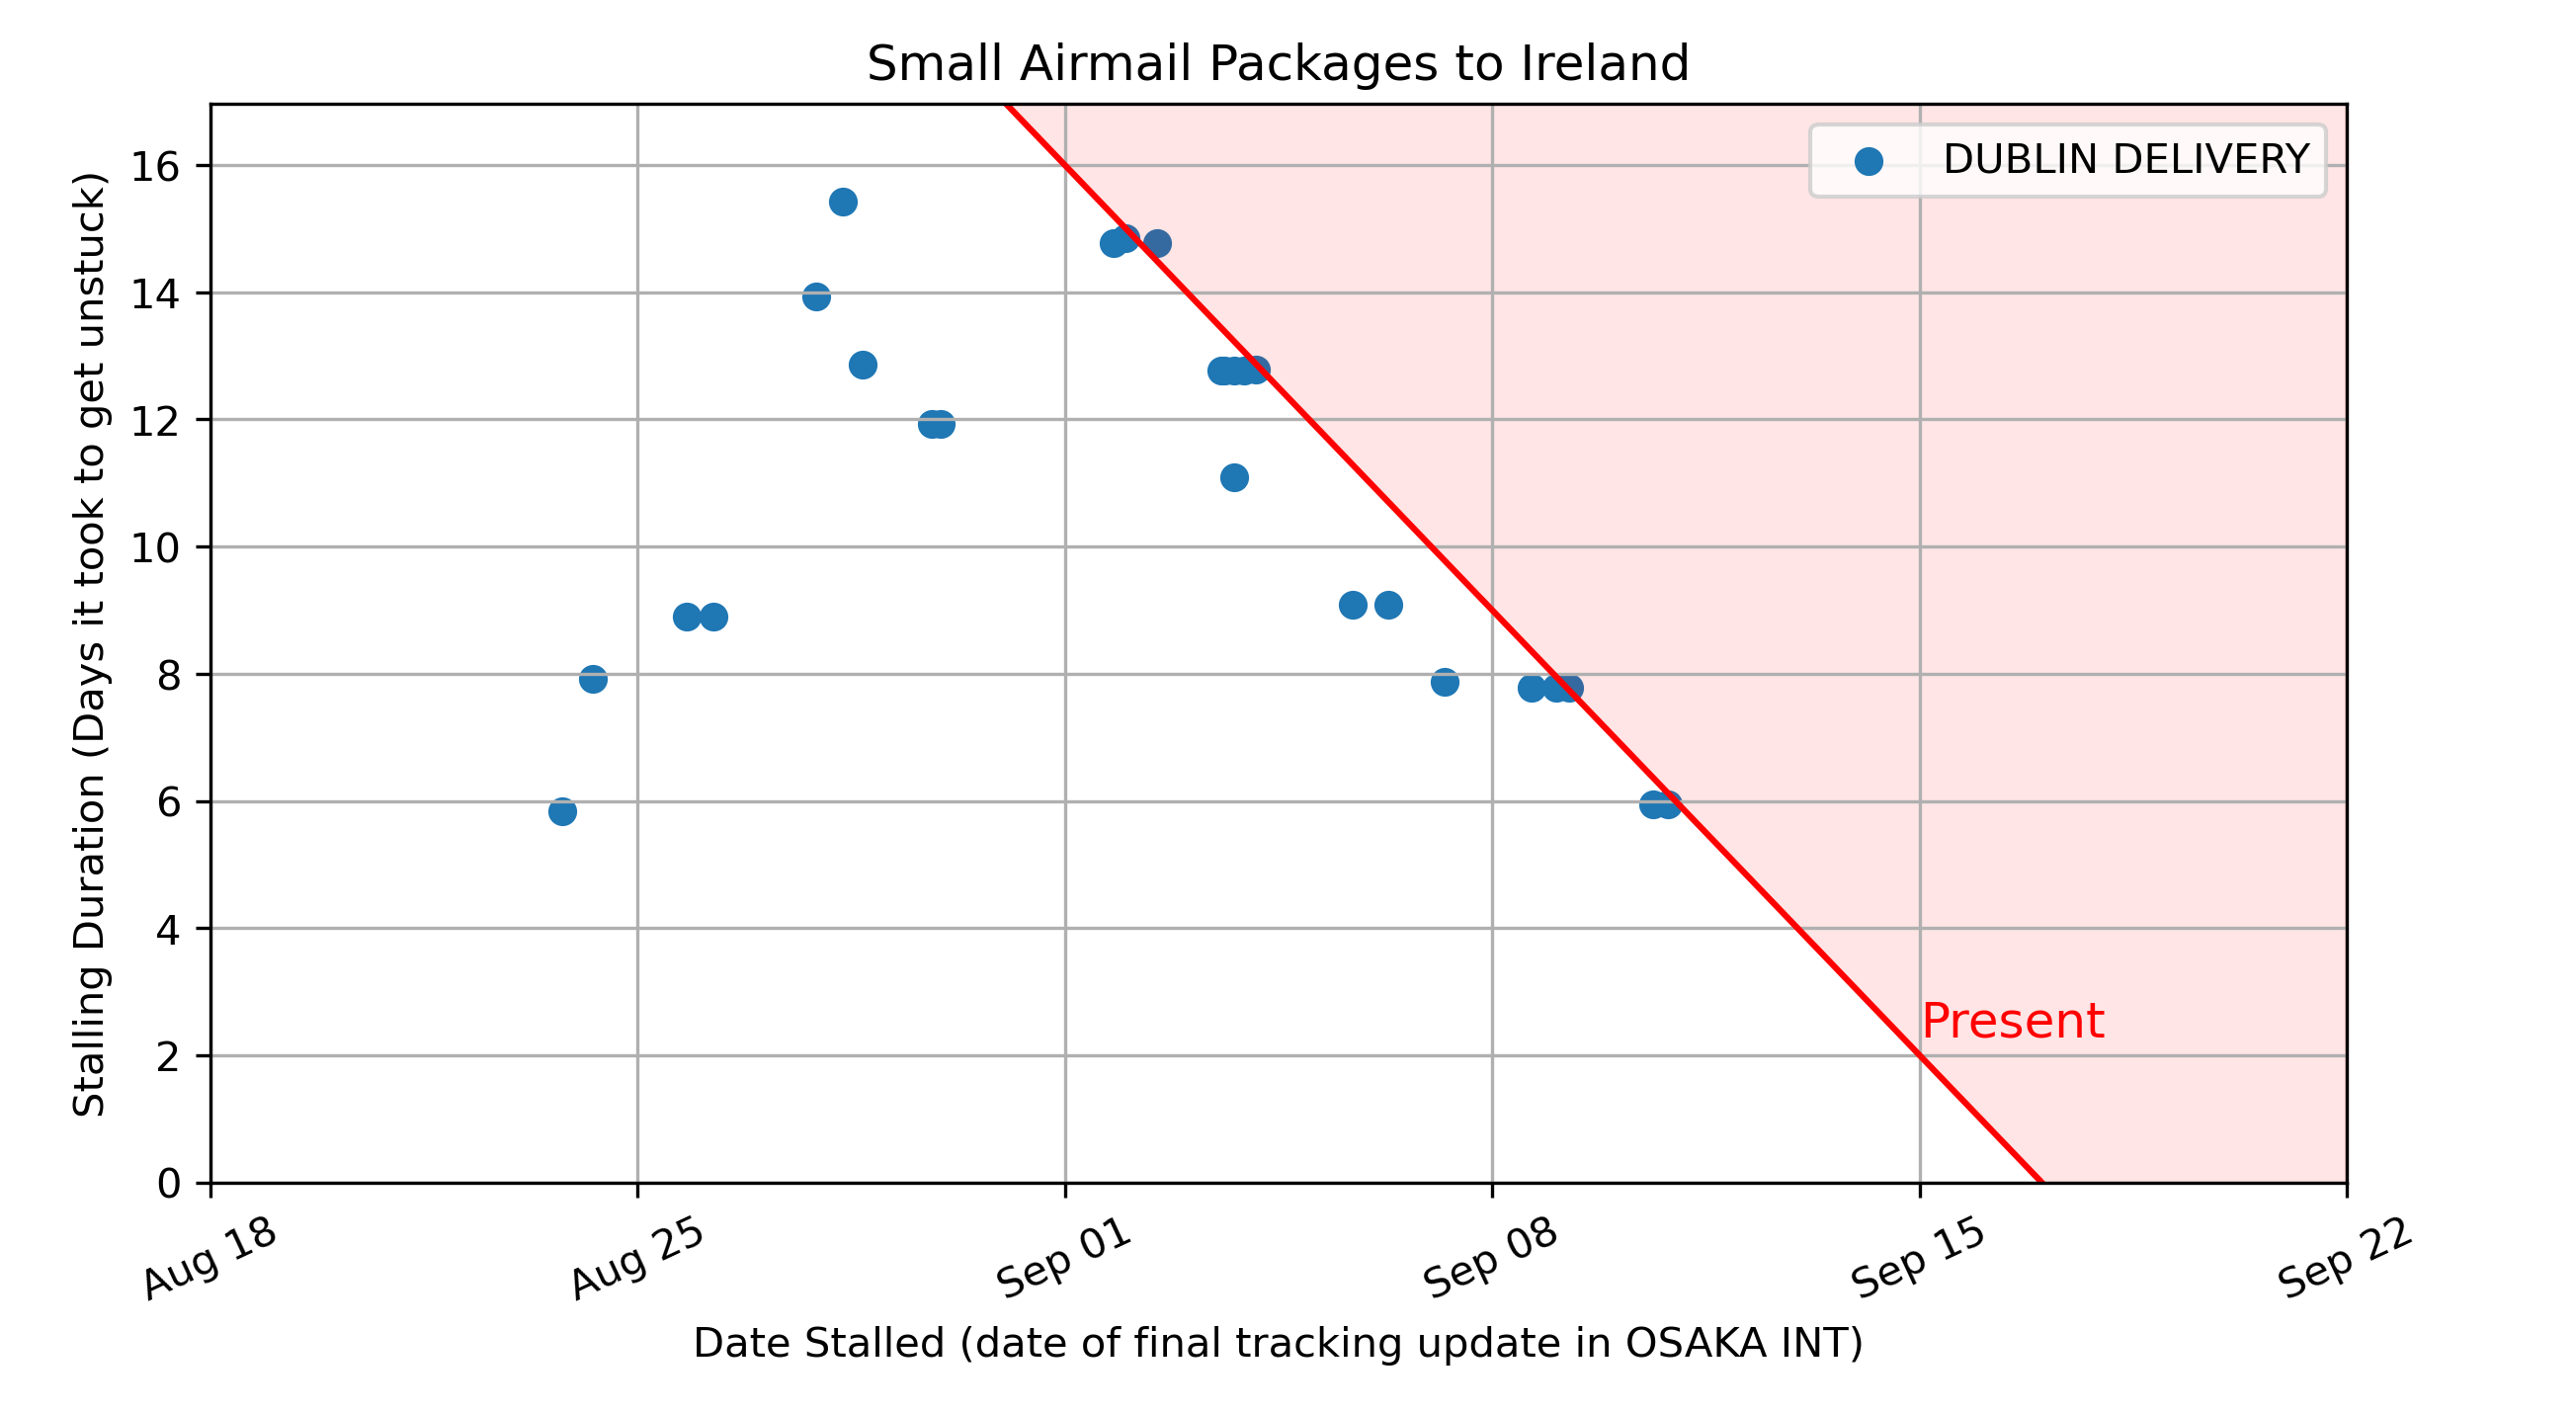 Small Airmail Packages to Ireland
DUBLIN DELIVERY
Stalling Duration (Days it took to get unstuck)
16
14
12
10
8
6
4
2
0
Present
Aug 18
Aug 25
Sep 01
Sep 08
Sep 15
Sep 22
Date Stalled (date of final tracking update in OSAKA INT)